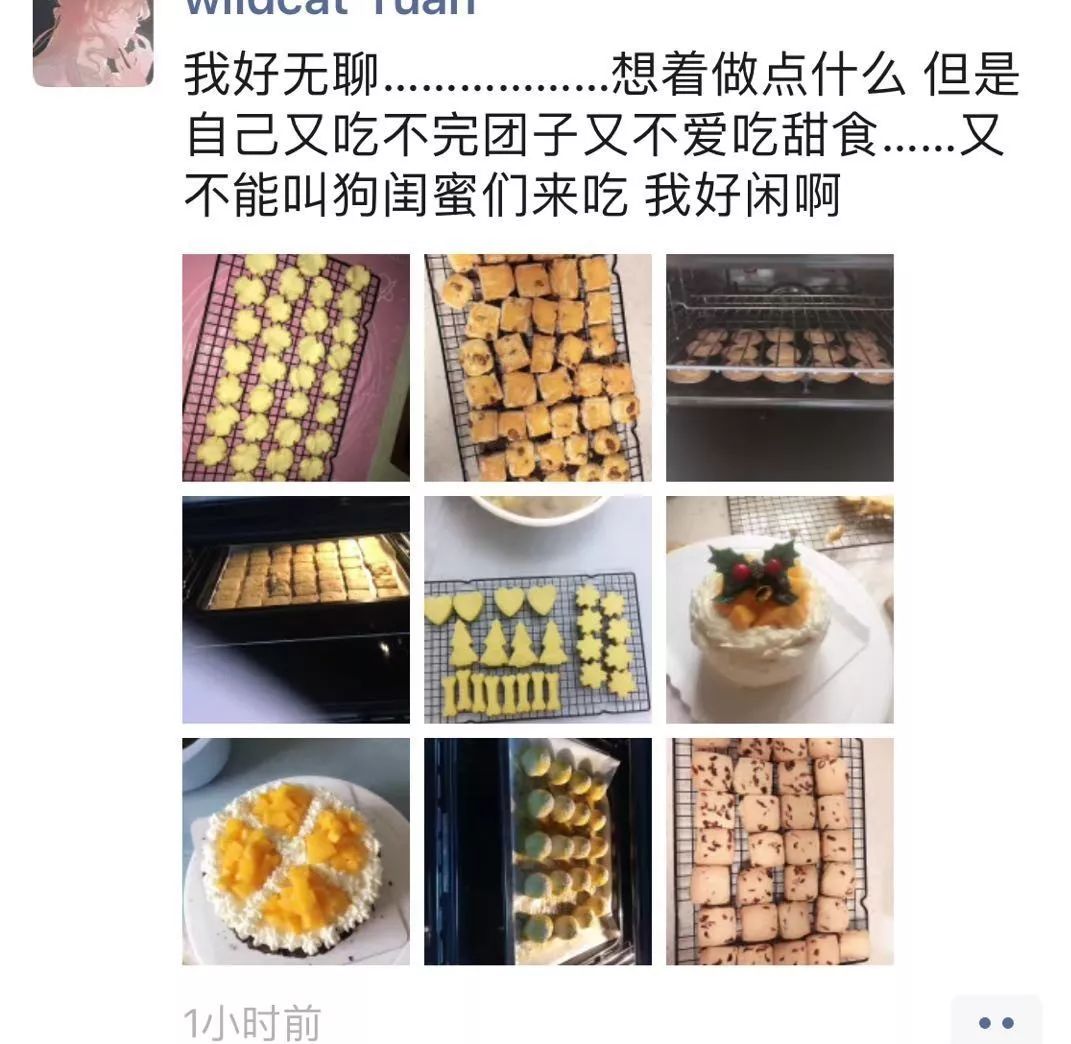 wildcat Yuan
我好无聊………………想着做点什么 但是
自己又吃不完团子又不爱吃甜食……又
不能叫狗闺蜜们来吃 我好闲啊
1小时前